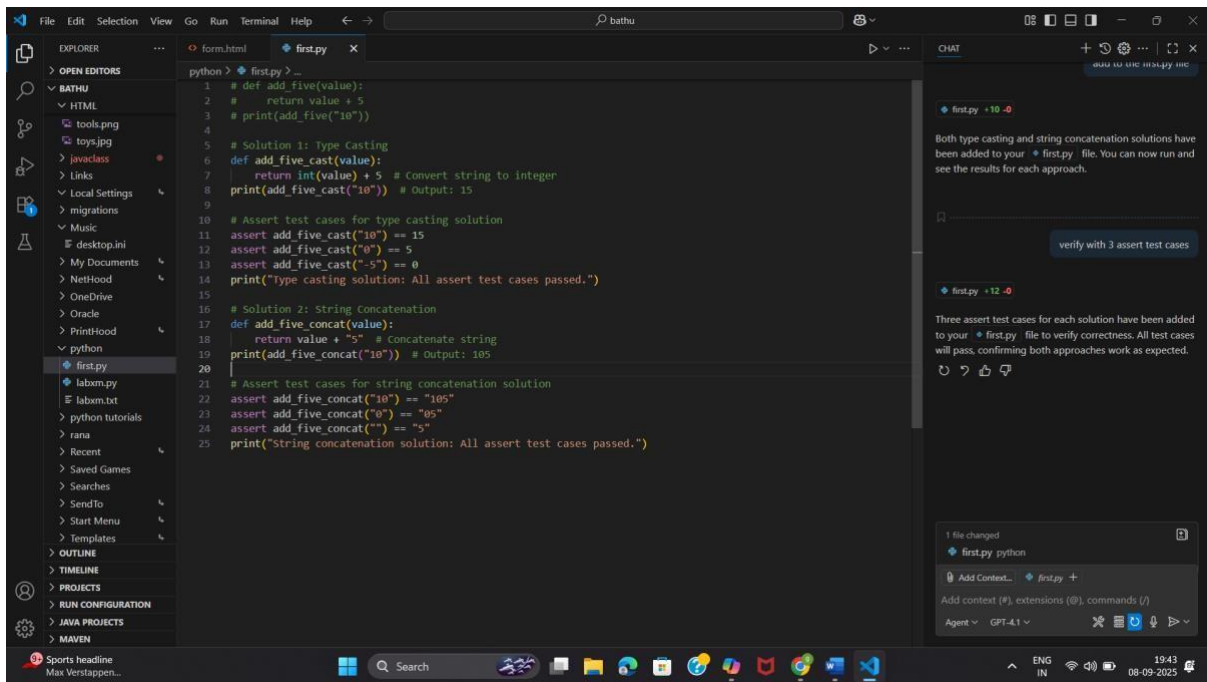 File Edit Selection View Go Run Terminal Help
bathu
EXPLORER
OPEN EDITORS
BATHU
HTML
tools.png
toys.jpg
javaclass
Links
Local Settings
migrations
Music
desktop.ini
My Documents
NetHood
OneDrive
Oracle
PrintHood
python
first.py
labxm.py
labxm.txt
python tutorials
rana
Recent
Saved Games
Searches
SendTo
Start Menu
Templates
OUTLINE
TIMELINE
PROJECTS
RUN CONFIGURATION
JAVA PROJECTS
MAVEN
form.html
first.py
python > first.py > ...
1 # def add_five(value):
2 #     return value + 5
3 # print(add_five("10"))
4
5 # Solution 1: Type Casting
6 def add_five_cast(value):
7     return int(value) + 5  # Convert string to integer
8 print(add_five_cast("10"))  # Output: 15
9
10 # Assert test cases for type casting solution
11 assert add_five_cast("10") == 15
12 assert add_five_cast("0") == 5
13 assert add_five_cast("-5") == 0
14 print("Type casting solution: All assert test cases passed.")
15
16 # Solution 2: String Concatenation
17 def add_five_concat(value):
18     return value + "5"  # Concatenate string
19 print(add_five_concat("10"))  # Output: 105
20
21 # Assert test cases for string concatenation solution
22 assert add_five_concat("10") == "105"
23 assert add_five_concat("0") == "05"
24 assert add_five_concat("") == "5"
25 print("String concatenation solution: All assert test cases passed.")
CHAT
add to the first.py file
first.py +10 -0
Both type casting and string concatenation solutions have
been added to your first.py file. You can now run and
see the results for each approach.
verify with 3 assert test cases
first.py +12 -0
Three assert test cases for each solution have been added
to your first.py file to verify correctness. All test cases
will pass, confirming both approaches work as expected.
1 file changed
first.py python
Add Context... first.py +
Add context (#), extensions (@), commands (/)
Agent GPT-4.1
9+
Sports headline
Max Verstappen...
Search
ENG
IN
19:43
08-09-2025